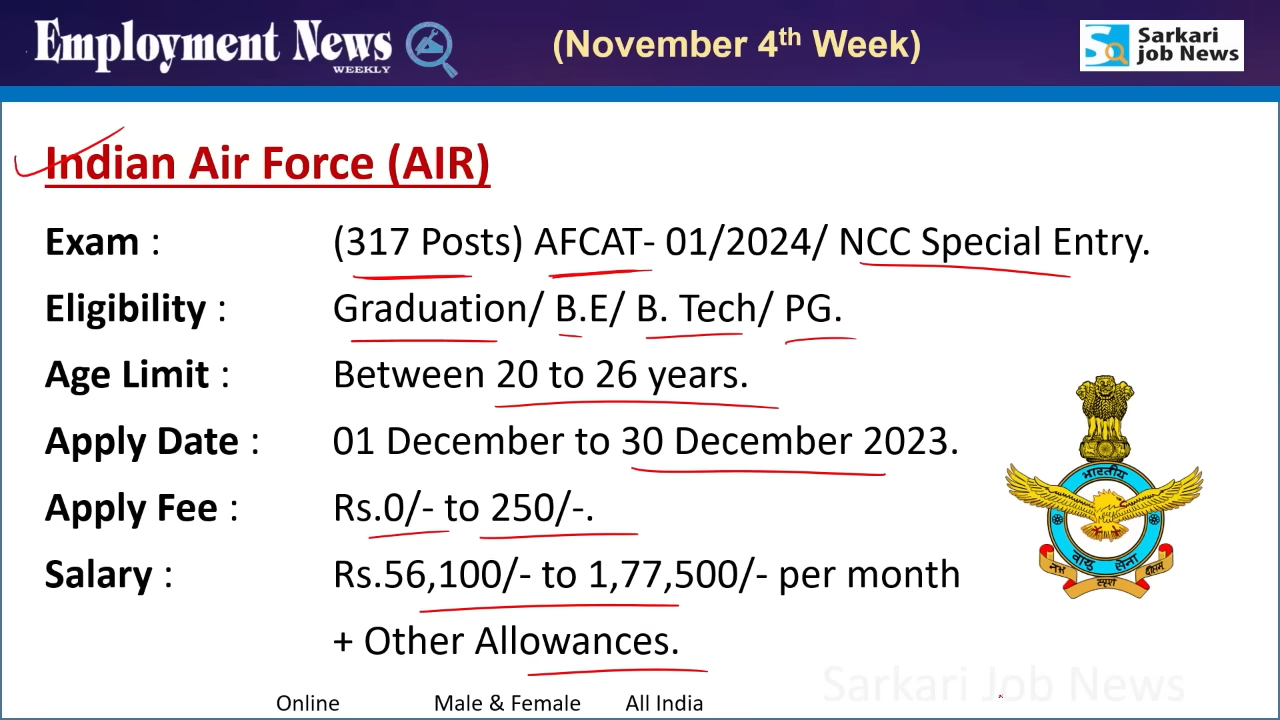 Employment News
WEEKLY
(November 4th Week)
Sarkari
Job News
Indian Air Force (AIR)
Exam : (317 Posts) AFCAT- 01/2024/ NCC Special Entry.
Eligibility : Graduation/ B.E/ B. Tech/ PG.
Age Limit : Between 20 to 26 years.
Apply Date : 01 December to 30 December 2023.
Apply Fee : Rs.0/- to 250/-.
Salary : Rs.56,100/- to 1,77,500/- per month
+ Other Allowances.
भारतीय
वायु सेना
नभः स्पृशं दीप्तम्
Online Male & Female All India
Sarkari Job News